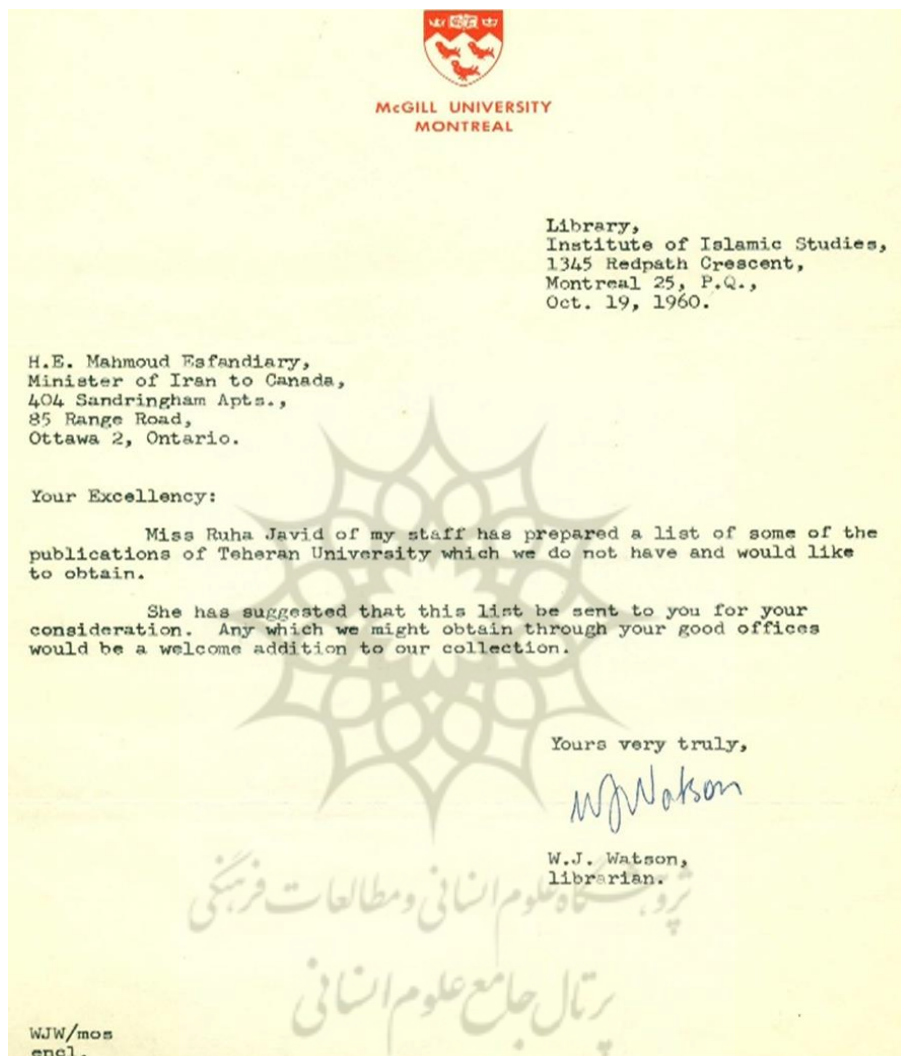 McGILL UNIVERSITY
MONTREAL
Library,
Institute of Islamic Studies,
1345 Redpath Crescent,
Montreal 25, P.Q.,
Oct. 19, 1960.
H.E. Mahmoud Esfandiary,
Minister of Iran to Canada,
404 Sandringham Apts.,
85 Range Road,
Ottawa 2, Ontario.
Your Excellency:
Miss Ruha Javid of my staff has prepared a list of some of the
publications of Teheran University which we do not have and would like
to obtain.
She has suggested that this list be sent to you for your
consideration. Any which we might obtain through your good offices
would be a welcome addition to our collection.
Yours very truly,
WJWatson
W.J. Watson,
librarian.
پژوهشگاه علوم انسانی و مطالعات فرهنگی
پرتال جامع علوم انسانی
WJW/mos
encl.